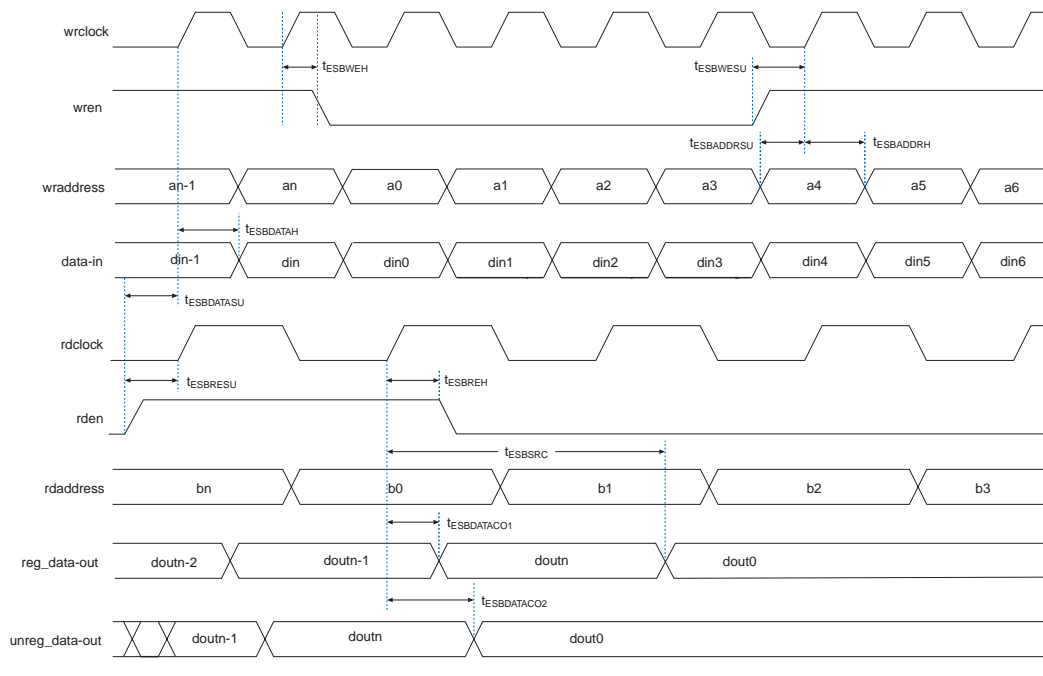 wrclock
tESBWEH
tESBWESU
wren
tESBADDRSU
tESBADDRH
wraddress an-1 an a0 a1 a2 a3 a4 a5 a6
tESBDATAH
data-in din-1 din din0 din1 din2 din3 din4 din5 din6
tESBDATASU
rdclock
tESBRESU
tESBREH
rden
tESBSRC
rdaddress bn b0 b1 b2 b3
tESBDATACO1
reg_data-out doutn-2 doutn-1 doutn dout0
tESBDATACO2
unreg_data-out doutn-1 doutn dout0